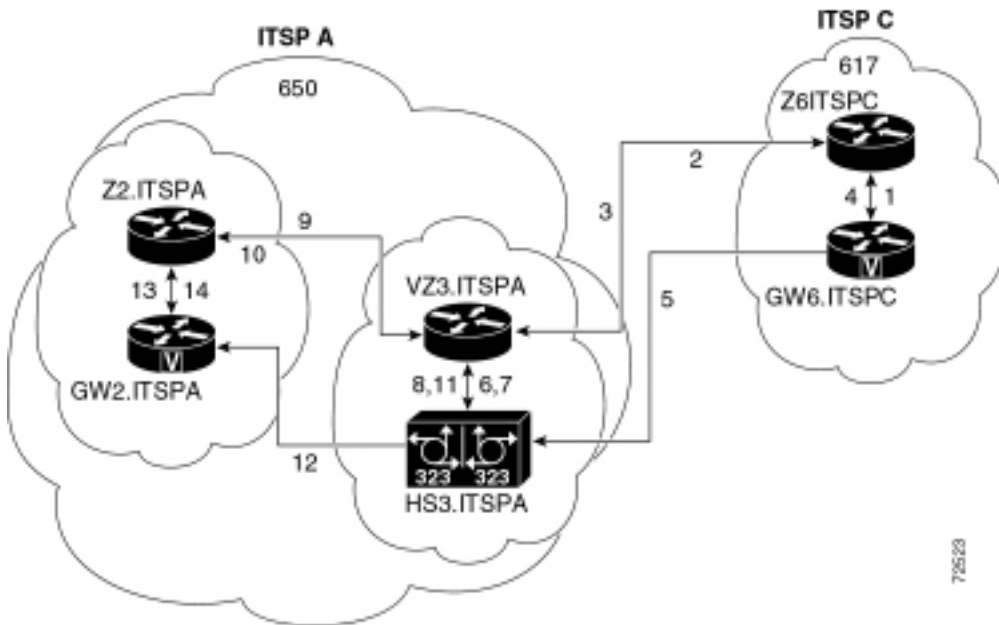 ITSP A
ITSP C
650
617
Z6ITSPC
2
Z2.ITSPA
9
3
4 1
10
VZ3.ITSPA
5
GW6.ITSPC
V
13 14
8,11 6,7
V
GW2.ITSPA
12
323 323
HS3.ITSPA
72523